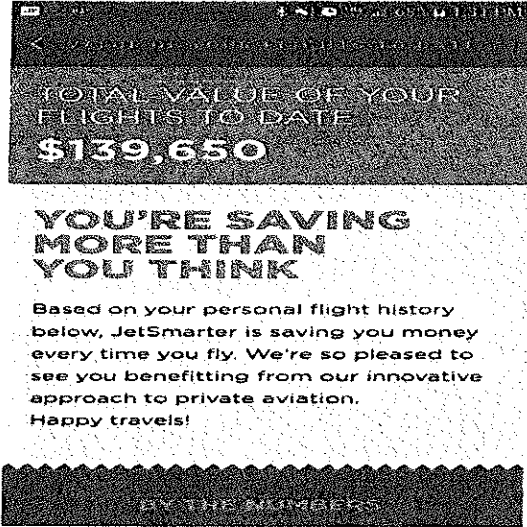 TOTAL VALUE OF YOUR
FLIGHTS TO DATE
$139,650
YOU'RE SAVING
MORE THAN
YOU THINK
Based on your personal flight history
below, JetSmarter is saving you money
every time you fly. We're so pleased to
see you benefitting from our innovative
approach to private aviation.
Happy travels!
BY THE NUMBERS